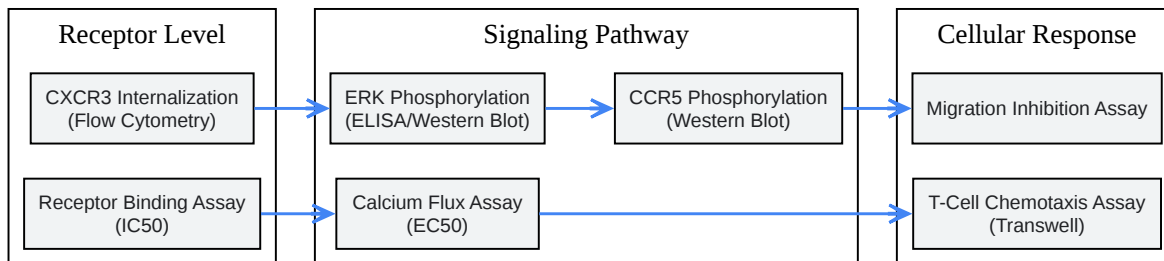 Receptor Level
CXCR3 Internalization
(Flow Cytometry)
Receptor Binding Assay
(IC50)
Signaling Pathway
ERK Phosphorylation
(ELISA/Western Blot)
CCR5 Phosphorylation
(Western Blot)
Calcium Flux Assay
(EC50)
Cellular Response
Migration Inhibition Assay
T-Cell Chemotaxis Assay
(Transwell)